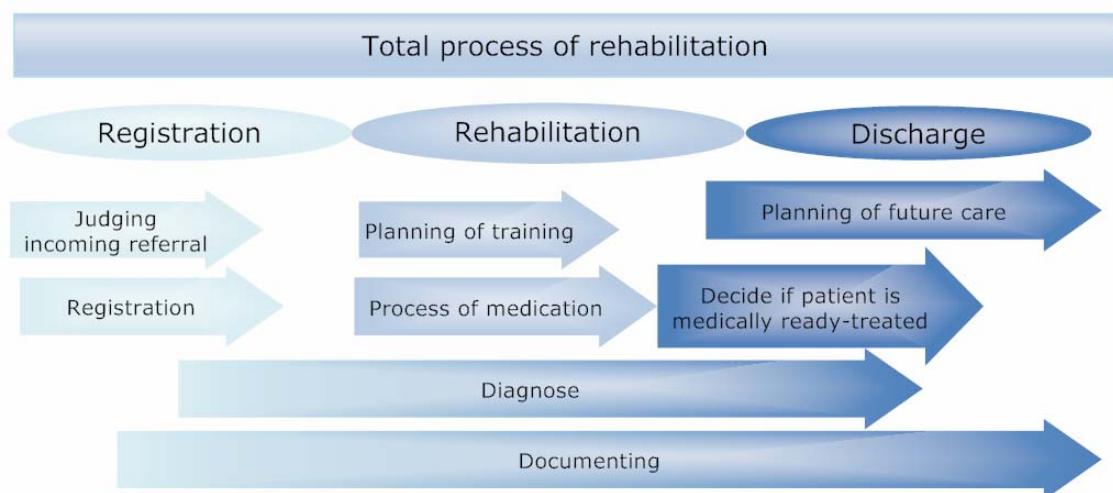 Total process of rehabilitation
Registration
Rehabilitation
Discharge
Judging
incoming referral
Planning of training
Planning of future care
Registration
Process of medication
Decide if patient is
medically ready-treated
Diagnose
Documenting